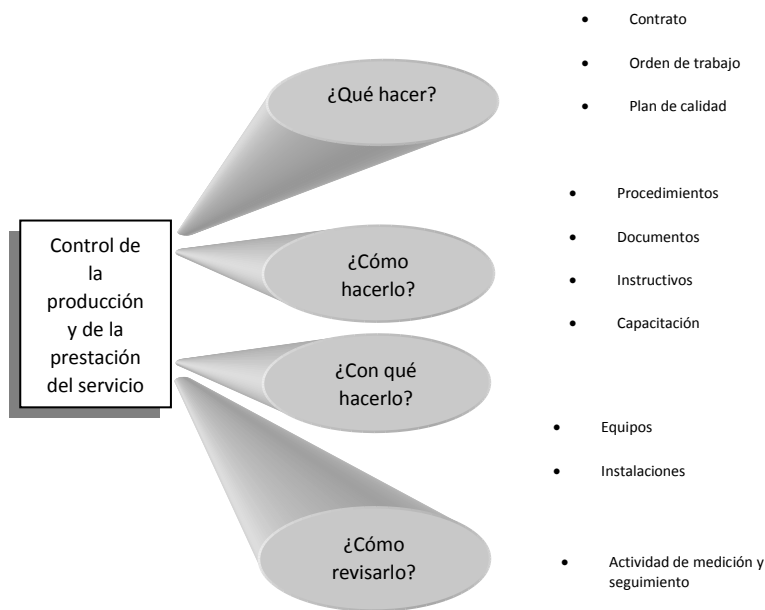 Control de
la
producción
y de la
prestación
del servicio
¿Qué hacer?
• Contrato
• Orden de trabajo
• Plan de calidad
¿Cómo
hacerlo?
• Procedimientos
• Documentos
• Instructivos
• Capacitación
¿Con qué
hacerlo?
• Equipos
• Instalaciones
¿Cómo
revisarlo?
• Actividad de medición y
seguimiento